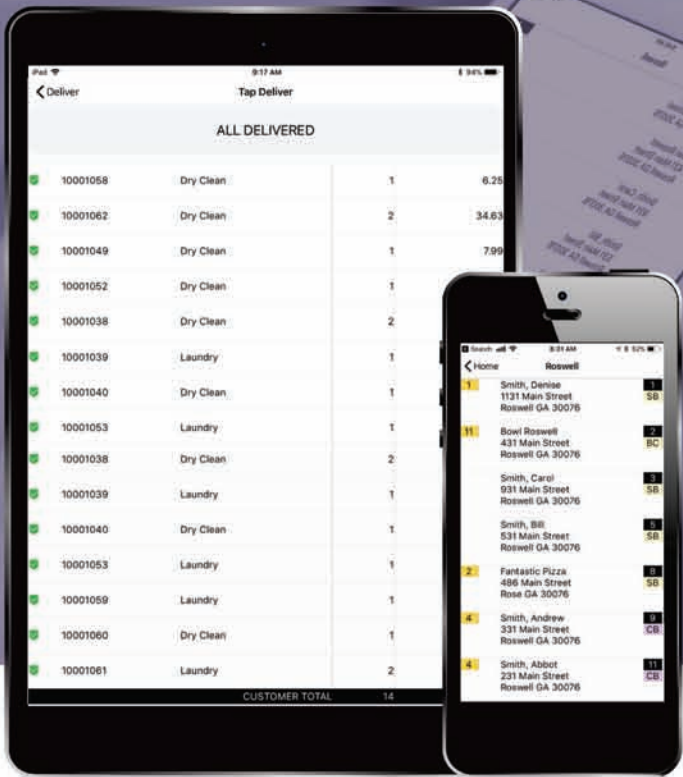 iPad 9:17 AM 94%
Deliver Tap Deliver
ALL DELIVERED
10001058 Dry Clean 1 6.25
10001062 Dry Clean 2 34.63
10001049 Dry Clean 1 7.99
10001052 Dry Clean 1
10001038 Dry Clean 2
10001039 Laundry 1
10001040 Dry Clean 1
10001053 Laundry 1
10001038 Dry Clean 2
10001039 Laundry 1
10001040 Dry Clean 1
10001053 Laundry 1
10001059 Laundry 1
10001060 Dry Clean 1
10001061 Laundry 2
CUSTOMER TOTAL 14
Search 8:31 AM 52%
Home Roswell
1 Smith, Denise 1
1131 Main Street SB
Roswell GA 30076
11 Bowl Roswell 2
431 Main Street BC
Roswell GA 30076
Smith, Carol 3
931 Main Street SB
Roswell GA 30076
Smith, Bill 5
531 Main Street SB
Roswell GA 30076
2 Fantastic Pizza 8
486 Main Street SB
Rose GA 30076
4 Smith, Andrew 9
331 Main Street CB
Roswell GA 30076
4 Smith, Abbot 11
231 Main Street CB
Roswell GA 30076